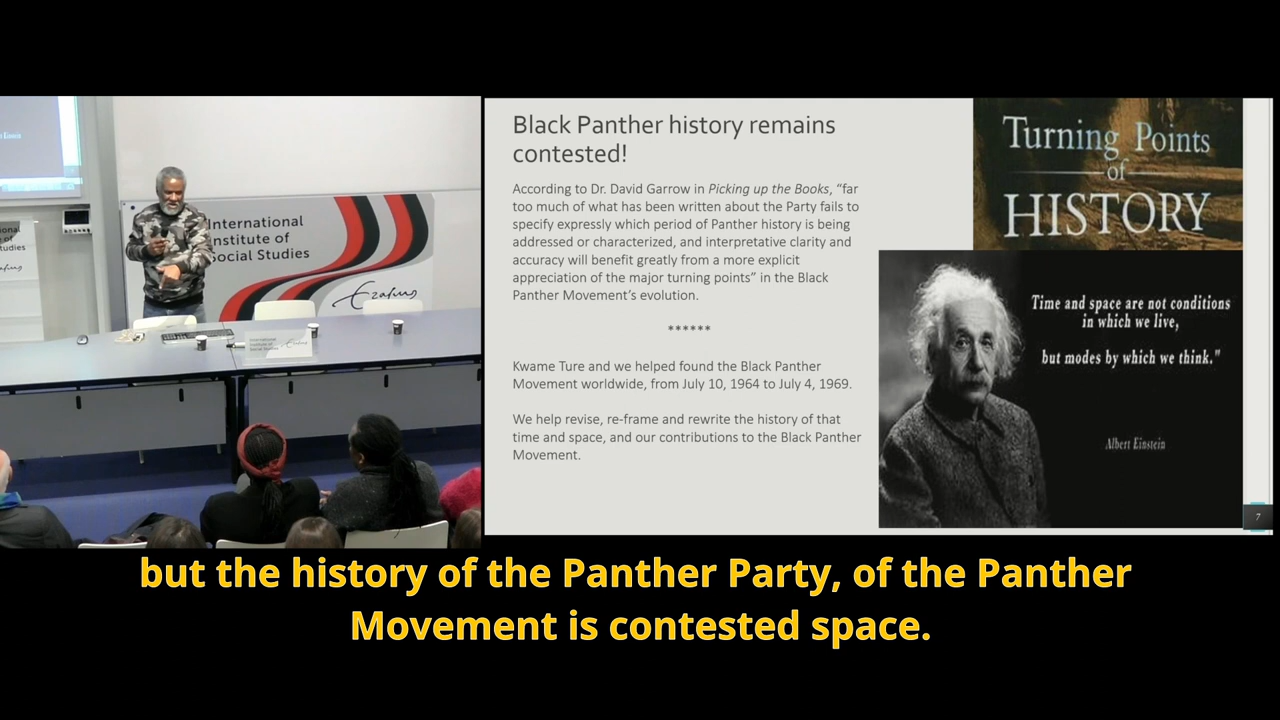 International
Institute of
Social Studies
Erasmus
Black Panther history remains
contested!
According to Dr. David Garrow in Picking up the Books, “far
too much of what has been written about the Party fails to
specify expressly which period of Panther history is being
addressed or characterized, and interpretative clarity and
accuracy will benefit greatly from a more explicit
appreciation of the major turning points” in the Black
Panther Movement’s evolution.
******
Kwame Ture and we helped found the Black Panther
Movement worldwide, from July 10, 1964 to July 4, 1969.
We help revise, re-frame and rewrite the history of that
time and space, and our contributions to the Black Panther
Movement.
Turning Points
of
HISTORY
Time and space are not conditions
in which we live,
but modes by which we think.”
Albert Einstein
7
but the history of the Panther Party, of the Panther
Movement is contested space.